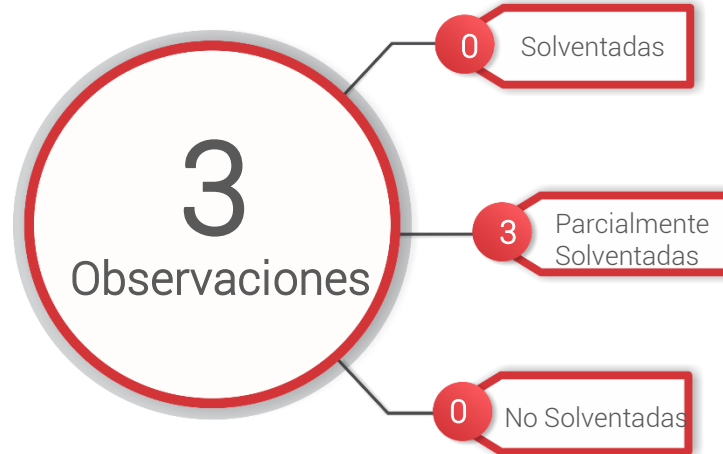 3
Observaciones
0
Solventadas
3
Parcialmente
Solventadas
0
No Solventadas